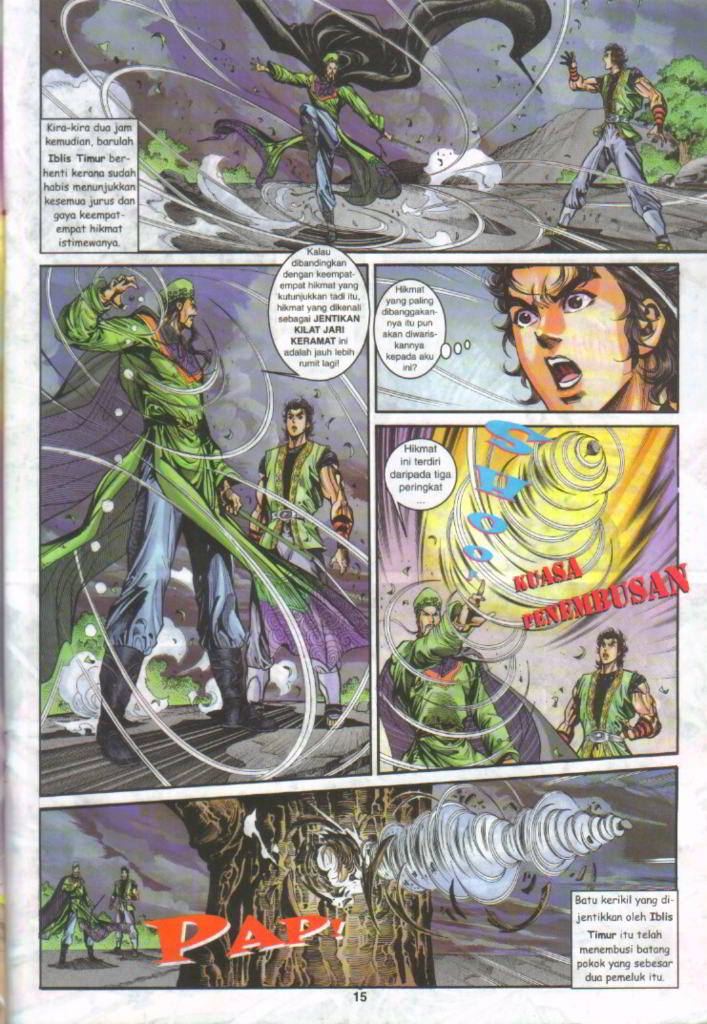 Kira-kira dua jam
kemudian, barulah
Iblis Timur ber-
henti kerana sudah
habis menunjukkan
kesemua jurus dan
gaya keempat-
empat hikmat
istimewanya.
Kalau
dibandingkan
dengan keempat-
empat hikmat yang
kutunjukkan tadi itu,
hikmat yang dikenali
sebagai JENTIKAN
KILAT JARI
KERAMAT ini
adalah jauh lebih
rumit lagi!
Hikmat
yang paling
dibanggakan-
nya itu pun
akan diwaris-
kannya
kepada aku
ini?
Hikmat
ini terdiri
daripada tiga
peringkat
...
SWOO!
KUASA
PENEMBUSAN
PAP!
Batu kerikil yang di-
jentikkan oleh Iblis
Timur itu telah
menembusi batang
pokok yang sebesar
dua pemeluk itu.
15